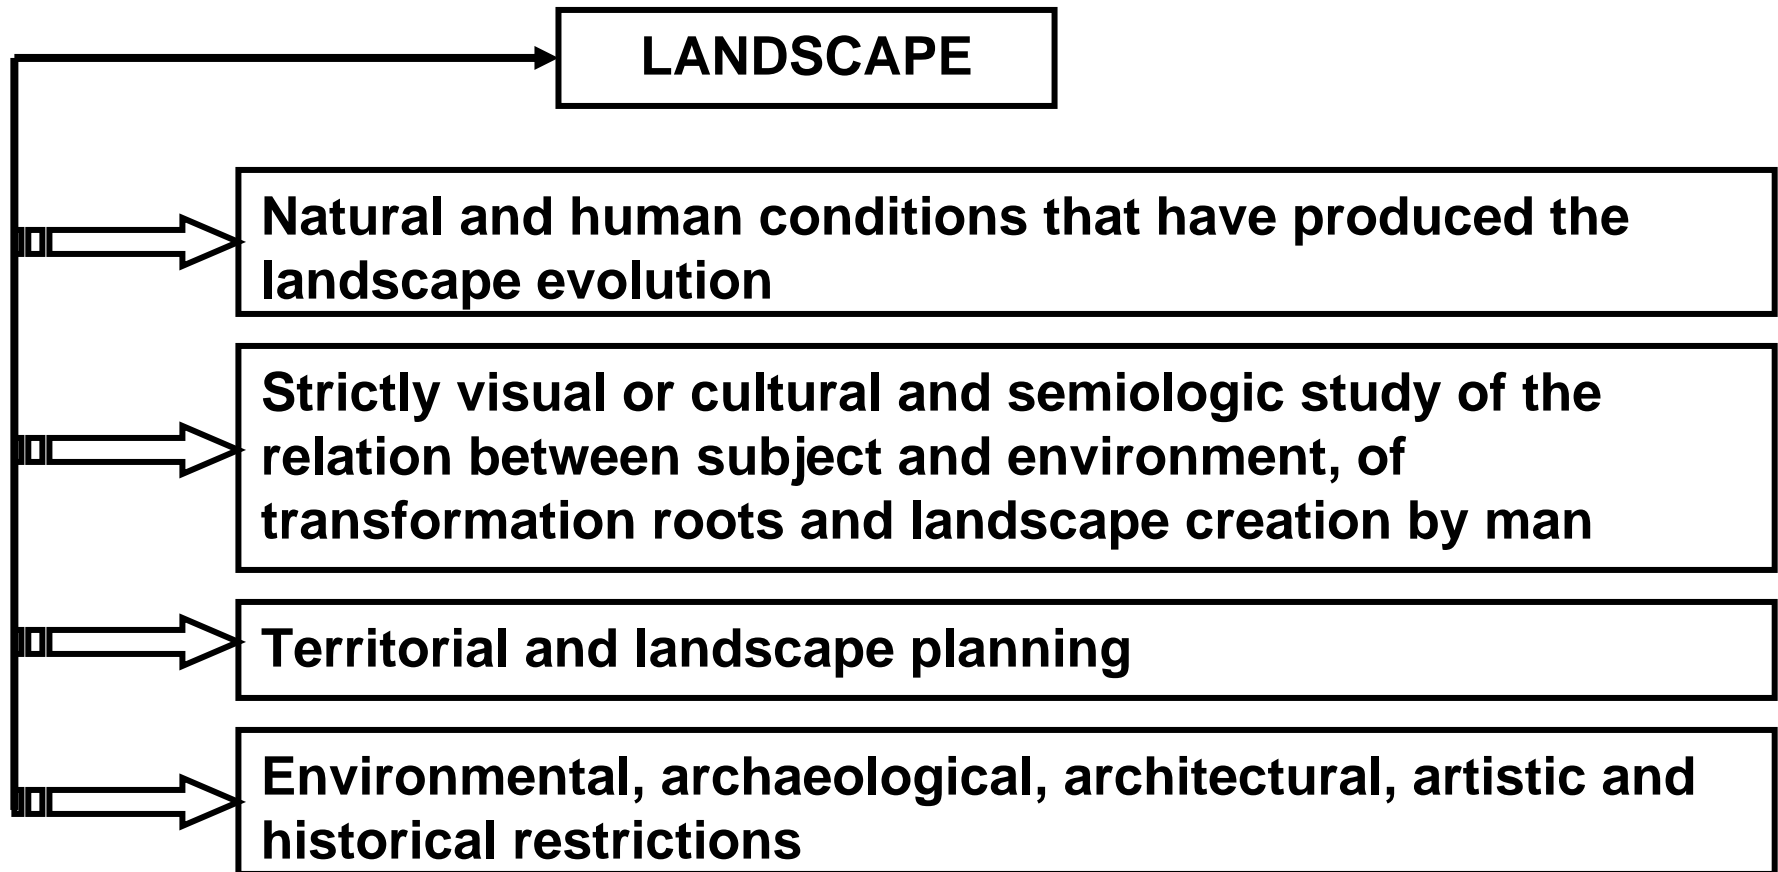 LANDSCAPE
Natural and human conditions that have produced the
landscape evolution
Strictly visual or cultural and semiologic study of the
relation between subject and environment, of
transformation roots and landscape creation by man
Territorial and landscape planning
Environmental, archaeological, architectural, artistic and
historical restrictions